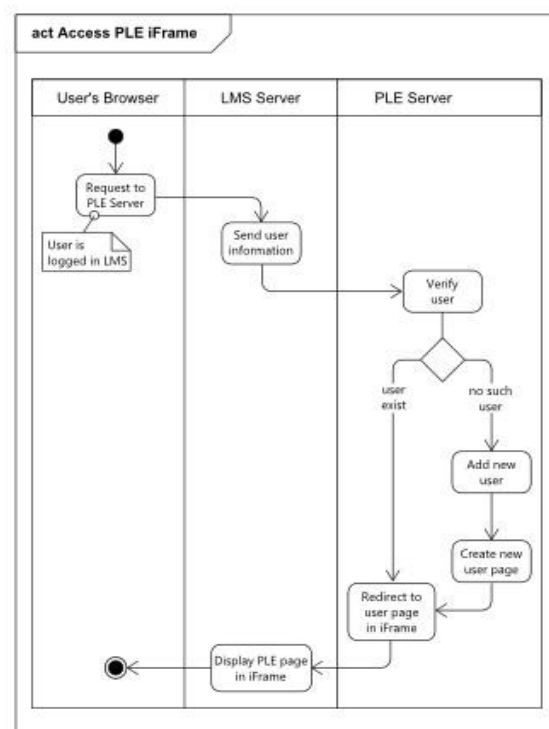 act Access PLE iFrame
User's Browser
LMS Server
PLE Server
Request to
PLE Server
User is
logged in LMS
Send user
information
Verify
user
user
exist
no such
user
Add new
user
Create new
user page
Redirect to
user page
in iFrame
Display PLE page
in iFrame